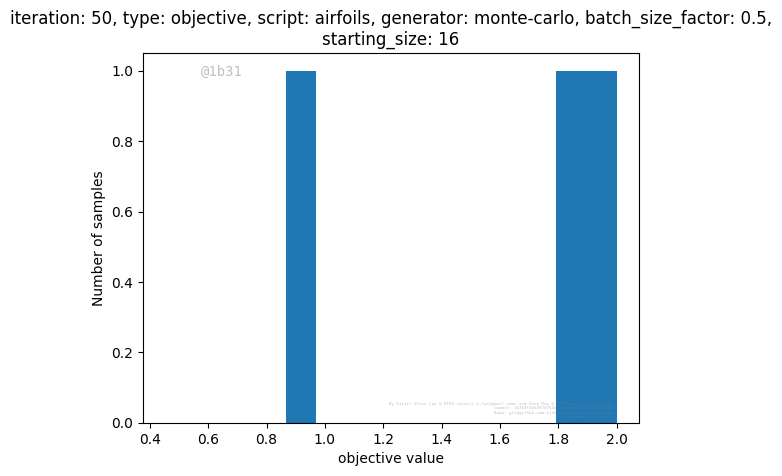 iteration: 50, type: objective, script: airfoils, generator: monte-carlo, batch_size_factor: 0.5,
starting_size: 16
@1b31
1.0
0.8
0.6
0.4
0.2
0.0
Number of samples
0.4 0.6 0.8 1.0 1.2 1.4 1.6 1.8 2.0
objective value